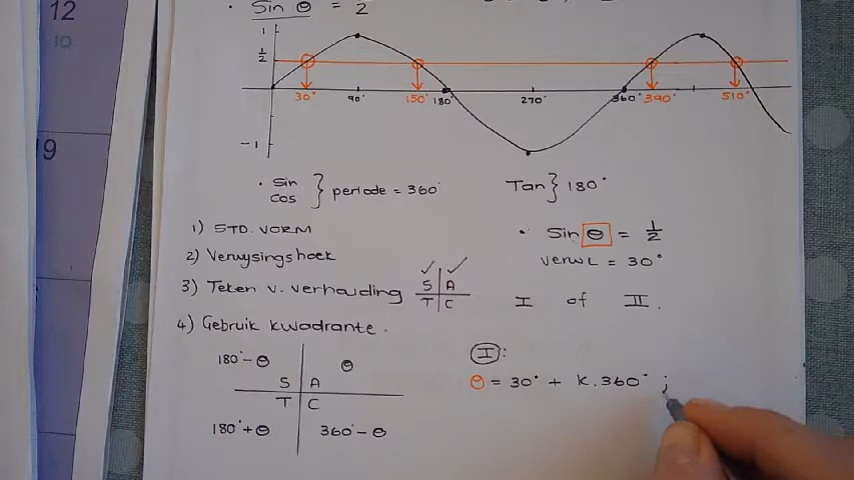 12
10
19
· Sin θ = 2
1
1/2
30° 90° 150° 180° 270° 360° 390° 510°
-1
· Sin
Cos } periode = 360°
Tan } 180°
1) STD. VORM
2) Verwysingshoek
3) Teken v. verhouding
S A
T C
4) Gebruik kwadrante.
180° - θ θ
S A
T C
180° + θ 360° - θ
· Sin θ = 1/2
verwL = 30°
I of II.
I:
θ = 30° + K.360° ;